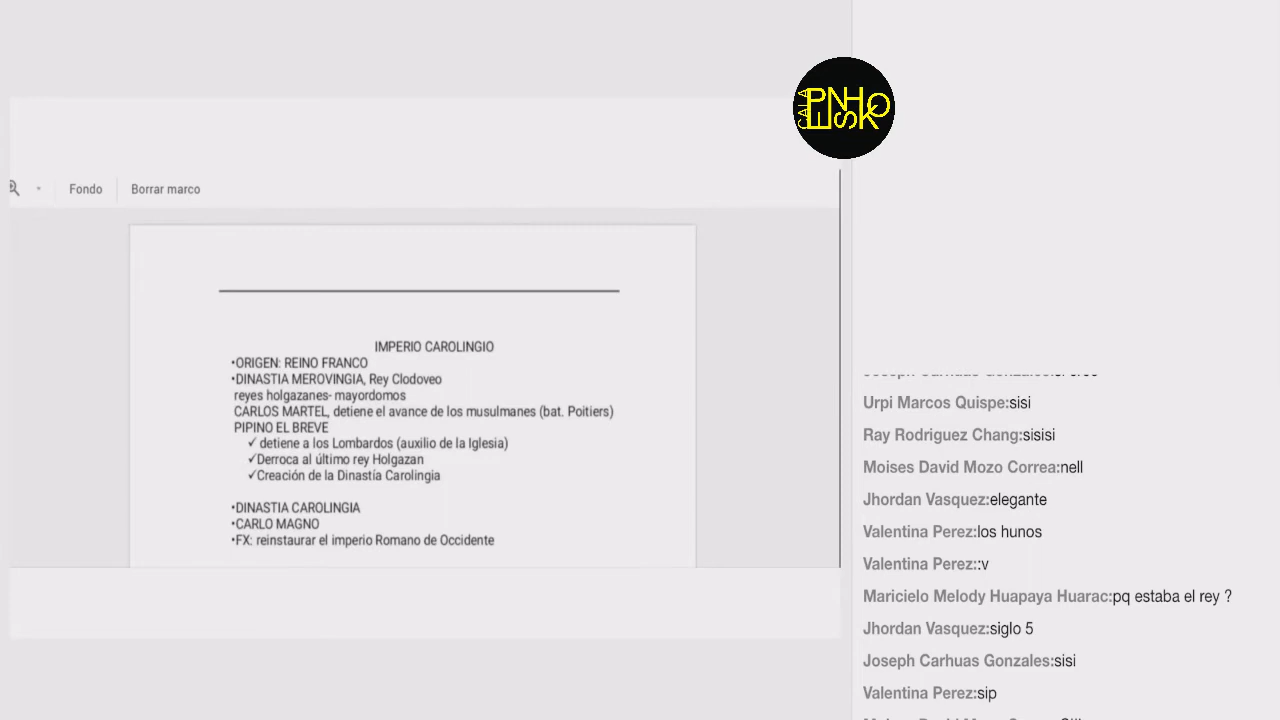 CALA
PENHSKO
Fondo
Borrar marco
IMPERIO CAROLINGIO
•ORIGEN: REINO FRANCO
•DINASTIA MEROVINGIA, Rey Clodoveo
reyes holgazanes- mayordomos
CARLOS MARTEL, detiene el avance de los musulmanes (bat. Poitiers)
PIPINO EL BREVE
✓ detiene a los Lombardos (auxilio de la Iglesia)
✓Derroca al último rey Holgazan
✓Creación de la Dinastía Carolingia
•DINASTIA CAROLINGIA
•CARLO MAGNO
•FX: reinstaurar el imperio Romano de Occidente
Urpi Marcos Quispe:sisi
Ray Rodriguez Chang:sisisi
Moises David Mozo Correa:nell
Jhordan Vasquez:elegante
Valentina Perez:los hunos
Valentina Perez::v
Maricielo Melody Huapaya Huarac:pq estaba el rey ?
Jhordan Vasquez:siglo 5
Joseph Carhuas Gonzales:sisi
Valentina Perez:sip